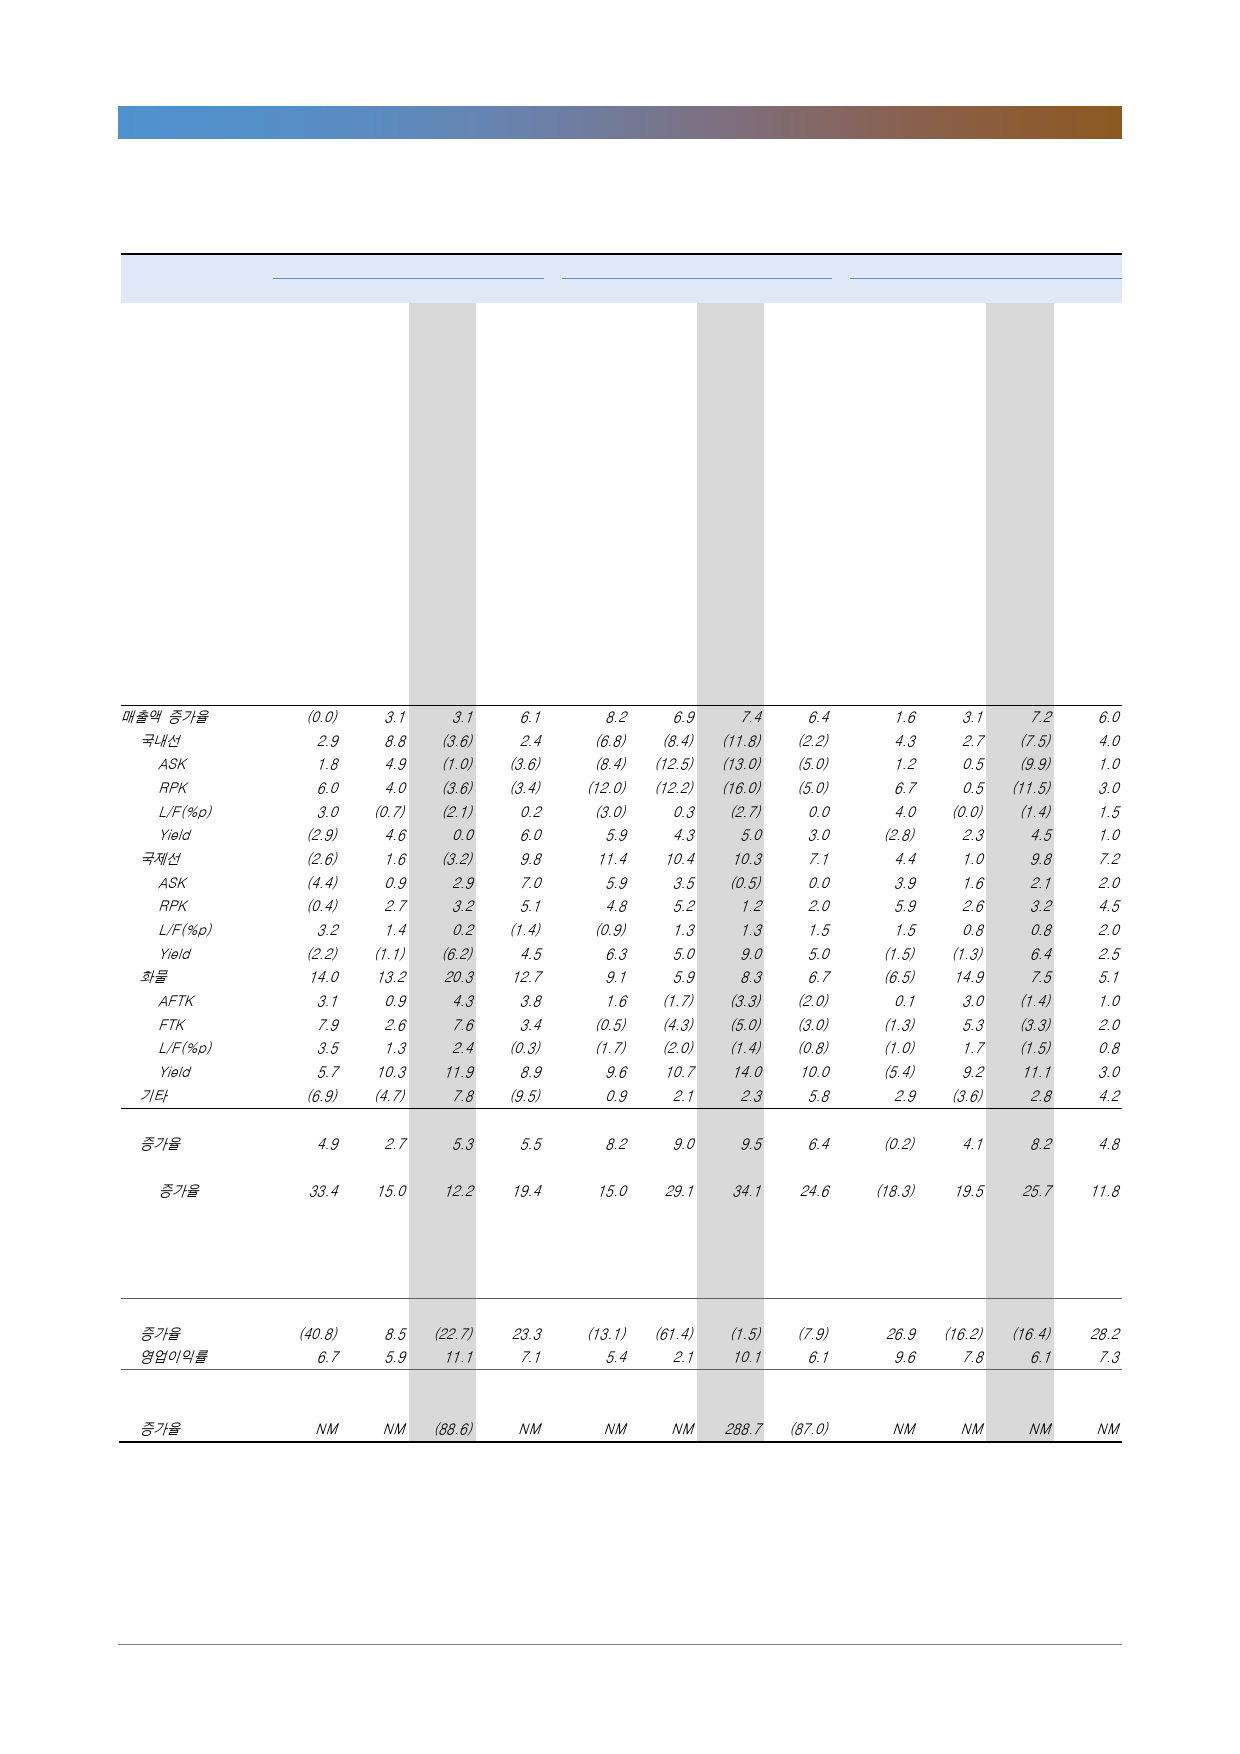 매출액 증가율 (0.0) 3.1 3.1 6.1 8.2 6.9 7.4 6.4 1.6 3.1 7.2 6.0
국내선 2.9 8.8 (3.6) 2.4 (6.8) (8.4) (11.8) (2.2) 4.3 2.7 (7.5) 4.0
ASK 1.8 4.9 (1.0) (3.6) (8.4) (12.5) (13.0) (5.0) 1.2 0.5 (9.9) 1.0
RPK 6.0 4.0 (3.6) (3.4) (12.0) (12.2) (16.0) (5.0) 6.7 0.5 (11.5) 3.0
L/F(%p) 3.0 (0.7) (2.1) 0.2 (3.0) 0.3 (2.7) 0.0 4.0 (0.0) (1.4) 1.5
Yield (2.9) 4.6 0.0 6.0 5.9 4.3 5.0 3.0 (2.8) 2.3 4.5 1.0
국제선 (2.6) 1.6 (3.2) 9.8 11.4 10.4 10.3 7.1 4.4 1.0 9.8 7.2
ASK (4.4) 0.9 2.9 7.0 5.9 3.5 (0.5) 0.0 3.9 1.6 2.1 2.0
RPK (0.4) 2.7 3.2 5.1 4.8 5.2 1.2 2.0 5.9 2.6 3.2 4.5
L/F(%p) 3.2 1.4 0.2 (1.4) (0.9) 1.3 1.3 1.5 1.5 0.8 0.8 2.0
Yield (2.2) (1.1) (6.2) 4.5 6.3 5.0 9.0 5.0 (1.5) (1.3) 6.4 2.5
화물 14.0 13.2 20.3 12.7 9.1 5.9 8.3 6.7 (6.5) 14.9 7.5 5.1
AFTK 3.1 0.9 4.3 3.8 1.6 (1.7) (3.3) (2.0) 0.1 3.0 (1.4) 1.0
FTK 7.9 2.6 7.6 3.4 (0.5) (4.3) (5.0) (3.0) (1.3) 5.3 (3.3) 2.0
L/F(%p) 3.5 1.3 2.4 (0.3) (1.7) (2.0) (1.4) (0.8) (1.0) 1.7 (1.5) 0.8
Yield 5.7 10.3 11.9 8.9 9.6 10.7 14.0 10.0 (5.4) 9.2 11.1 3.0
기타 (6.9) (4.7) 7.8 (9.5) 0.9 2.1 2.3 5.8 2.9 (3.6) 2.8 4.2
증가율 4.9 2.7 5.3 5.5 8.2 9.0 9.5 6.4 (0.2) 4.1 8.2 4.8
증가율 33.4 15.0 12.2 19.4 15.0 29.1 34.1 24.6 (18.3) 19.5 25.7 11.8
증가율 (40.8) 8.5 (22.7) 23.3 (13.1) (61.4) (1.5) (7.9) 26.9 (16.2) (16.4) 28.2
영업이익률 6.7 5.9 11.1 7.1 5.4 2.1 10.1 6.1 9.6 7.8 6.1 7.3
증가율 NM NM (88.6) NM NM NM 288.7 (87.0) NM NM NM NM